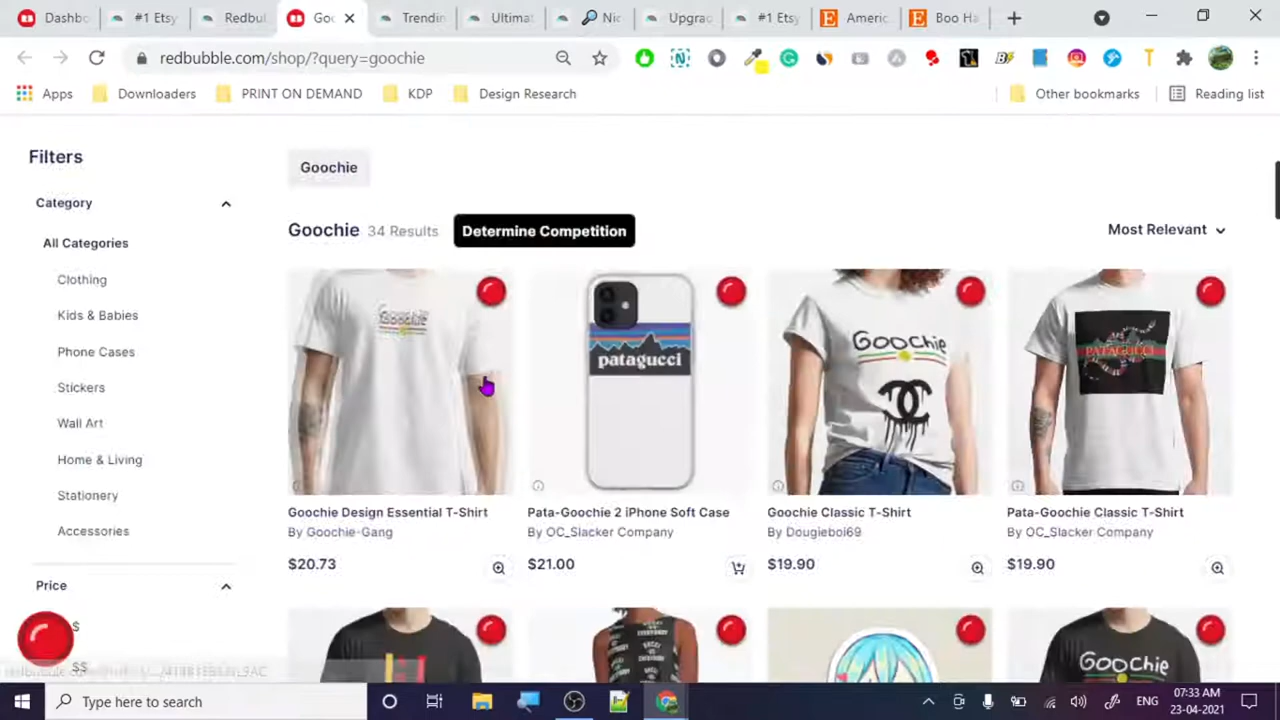 Dashbo
#1 Etsy
Redbul
Goo
Trendin
Ultimat
Nic
Upgrad
#1 Etsy
Americ
Boo Ha
redbubble.com/shop/?query=goochie
Apps
Downloaders
PRINT ON DEMAND
KDP
Design Research
Other bookmarks
Reading list
Filters
Goochie
Category
Goochie 34 Results
Determine Competition
Most Relevant
All Categories
Clothing
Kids & Babies
Phone Cases
Stickers
Wall Art
Home & Living
Stationery
Accessories
Price
$
$$
Goochie
patagucci
Goochie
PATAGUCCI
Goochie Design Essential T-Shirt
By Goochie-Gang
$20.73
Pata-Goochie 2 iPhone Soft Case
By OC_Slacker Company
$21.00
Goochie Classic T-Shirt
By Dougieboi69
$19.90
Pata-Goochie Classic T-Shirt
By OC_Slacker Company
$19.90
Goochie
Type here to search
ENG
07:33 AM
23-04-2021